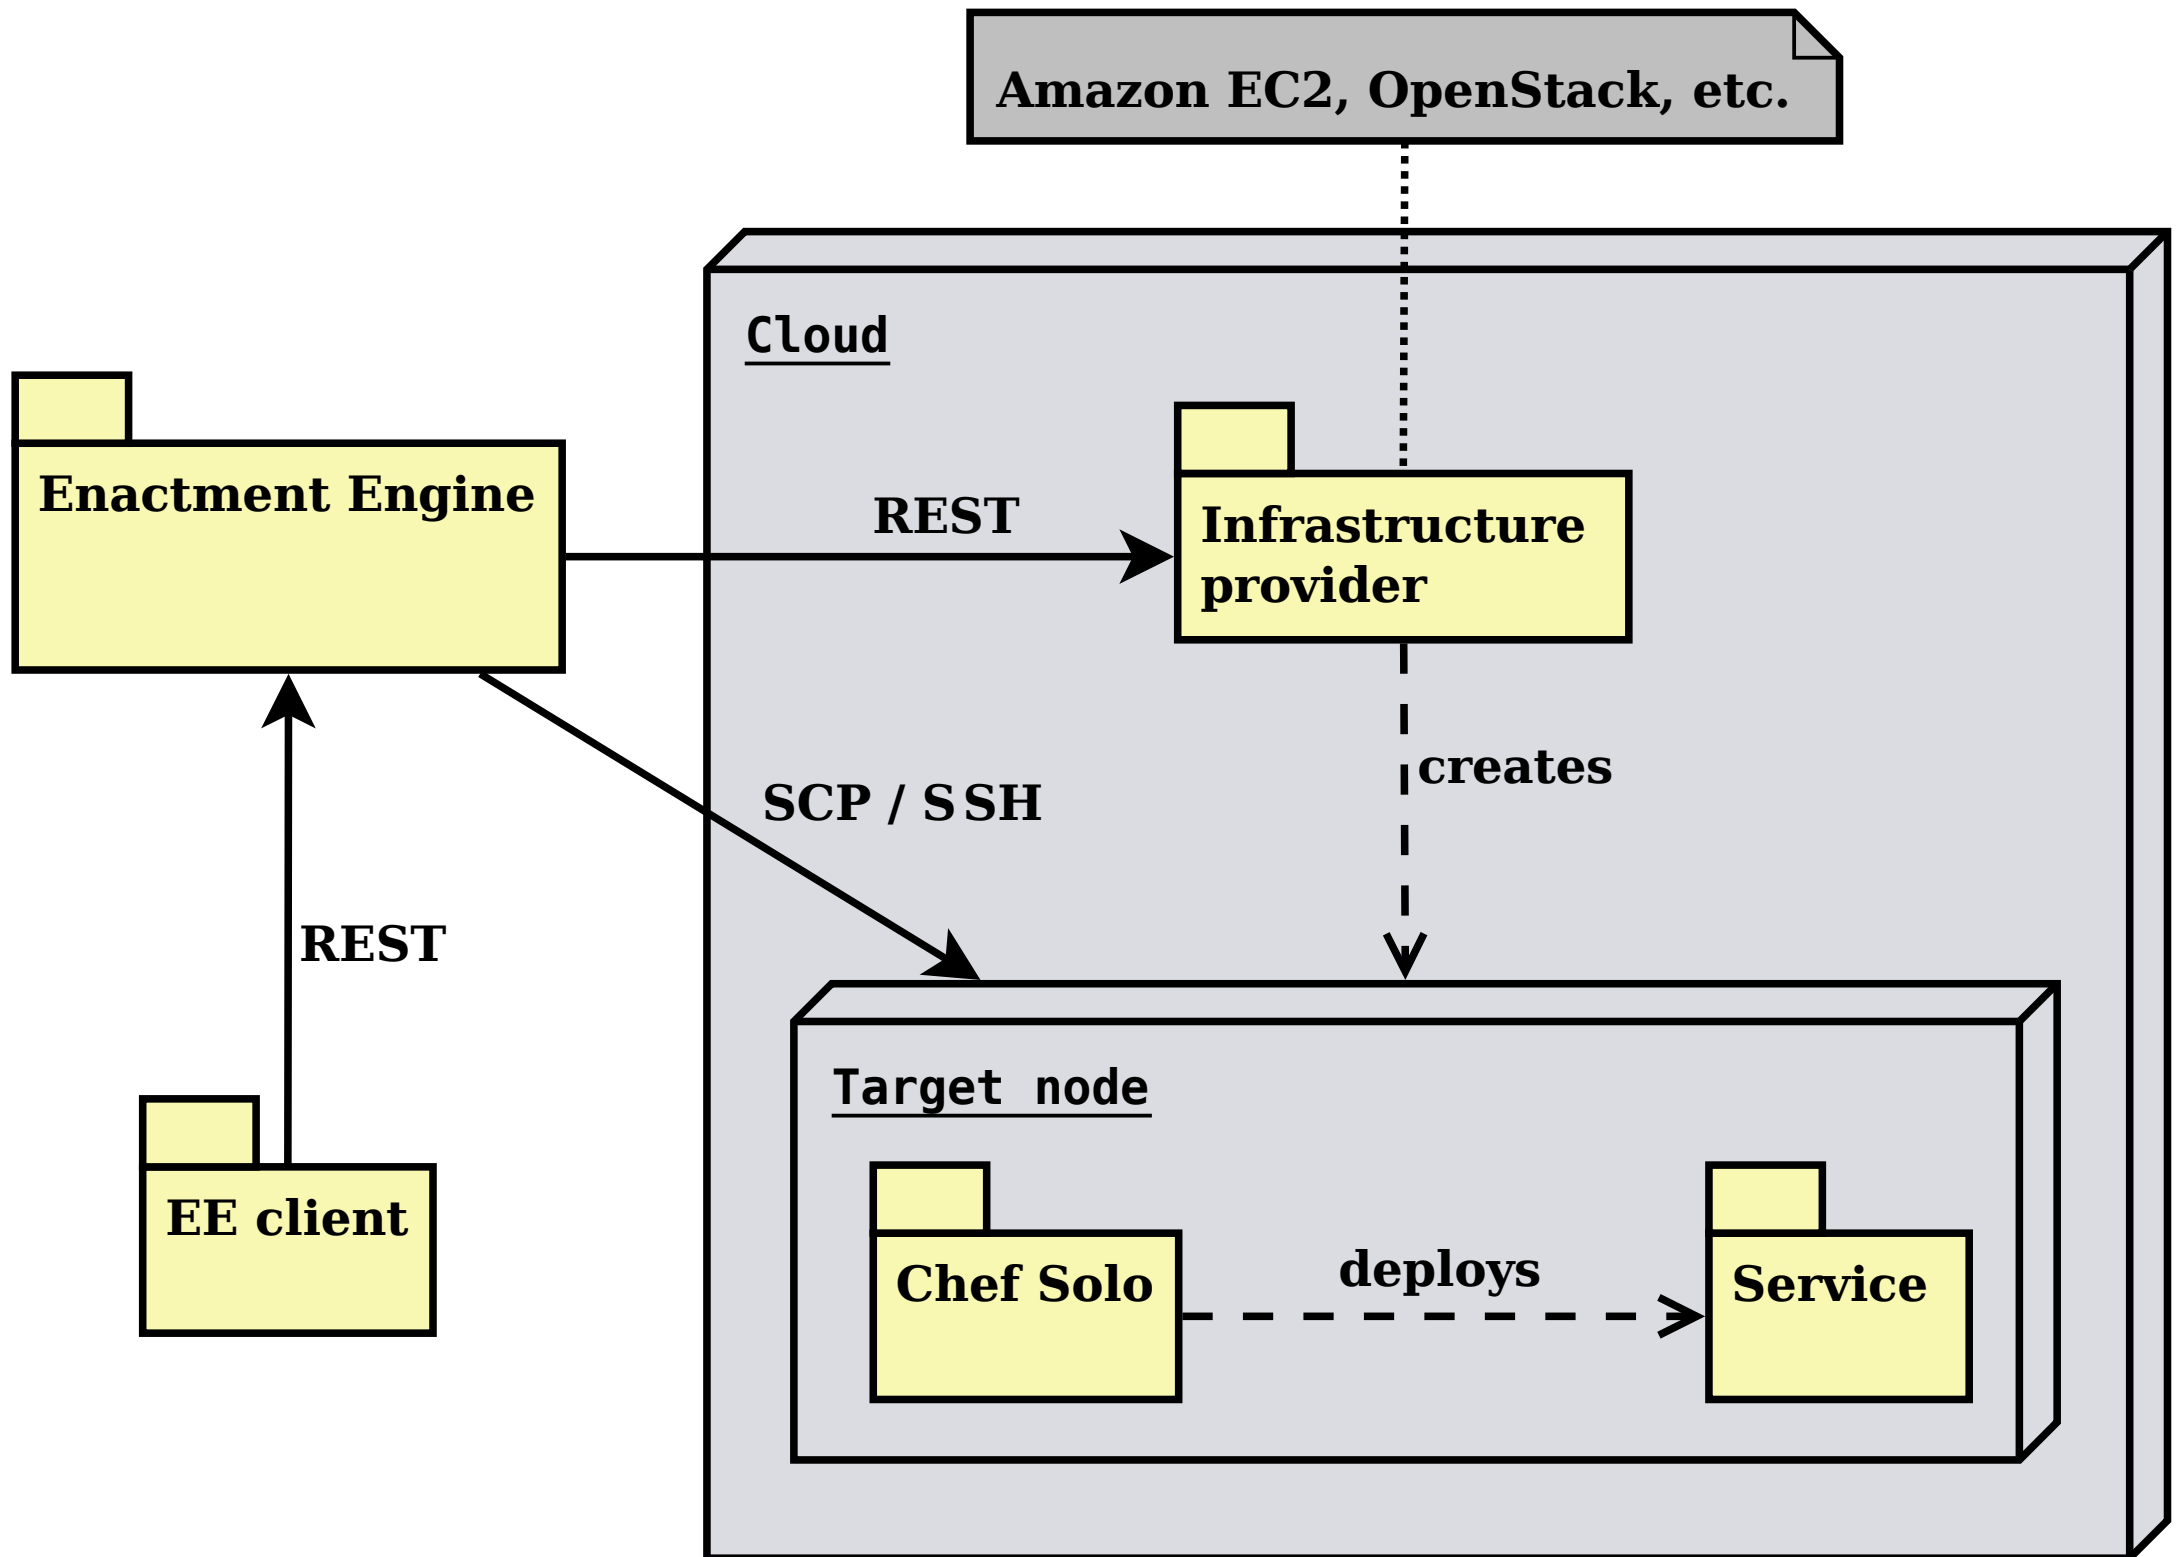 Amazon EC2, OpenStack, etc.
Cloud
Enactment Engine
REST
Infrastructure
provider
creates
SCP / SSH
REST
Target node
EE client
Chef Solo
deploys
Service